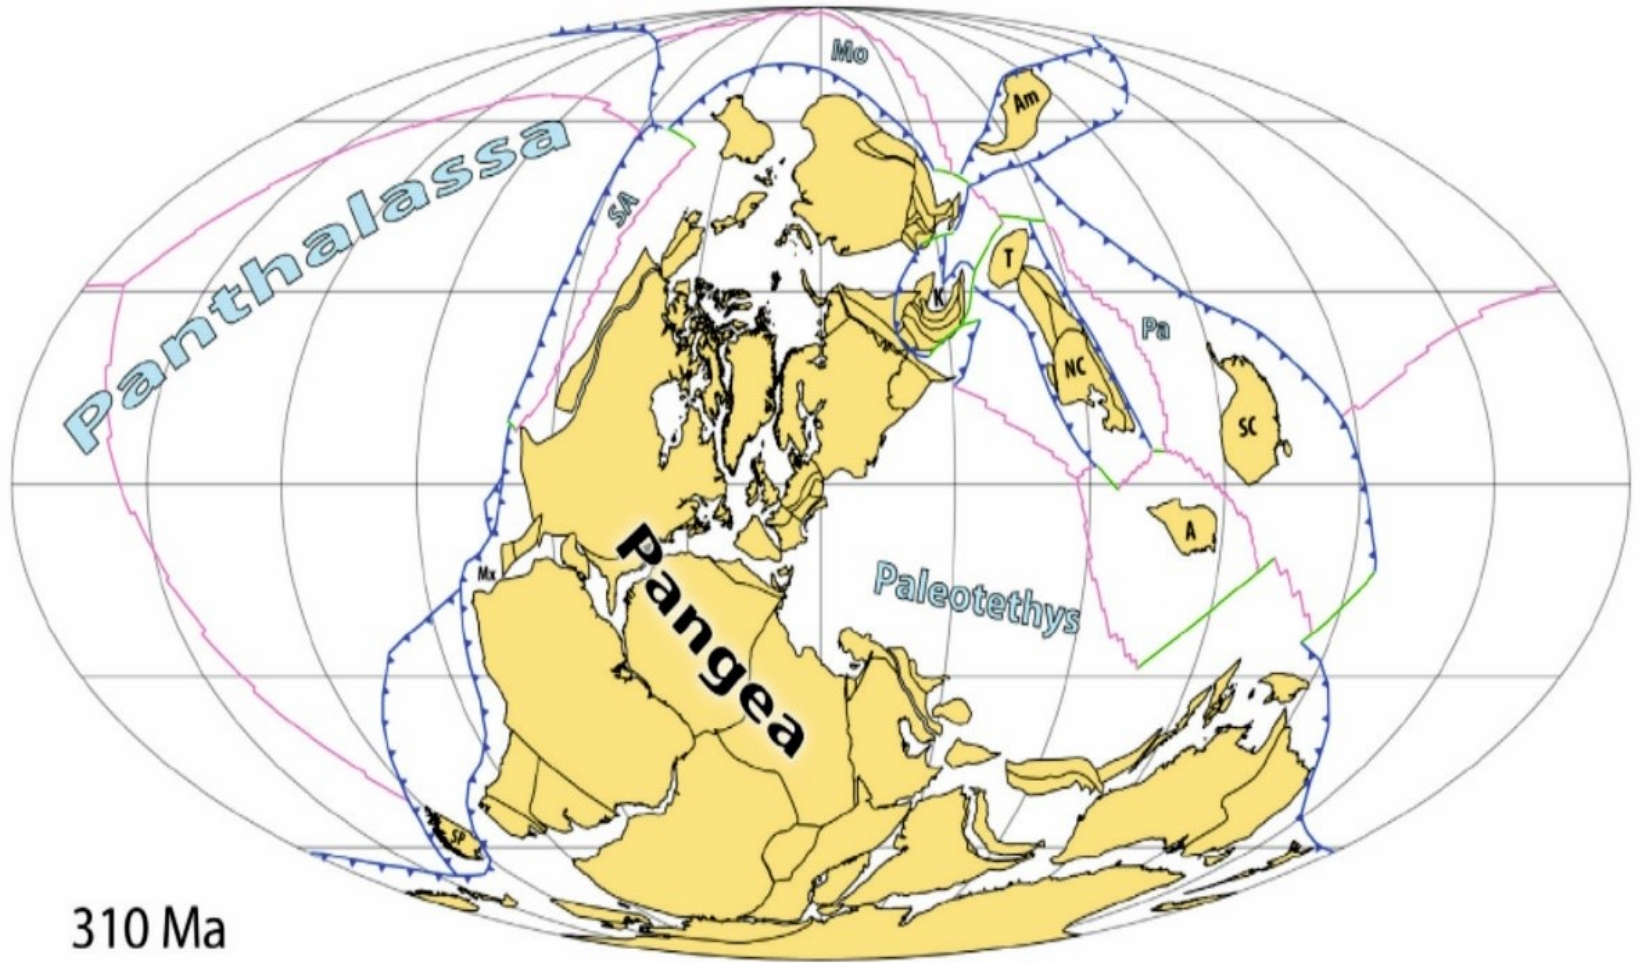 Mo
Am
Panthalassa
SA
T
K
Pa
NC
SC
A
Pangea
Mx
Paleotethys
SP
310 Ma